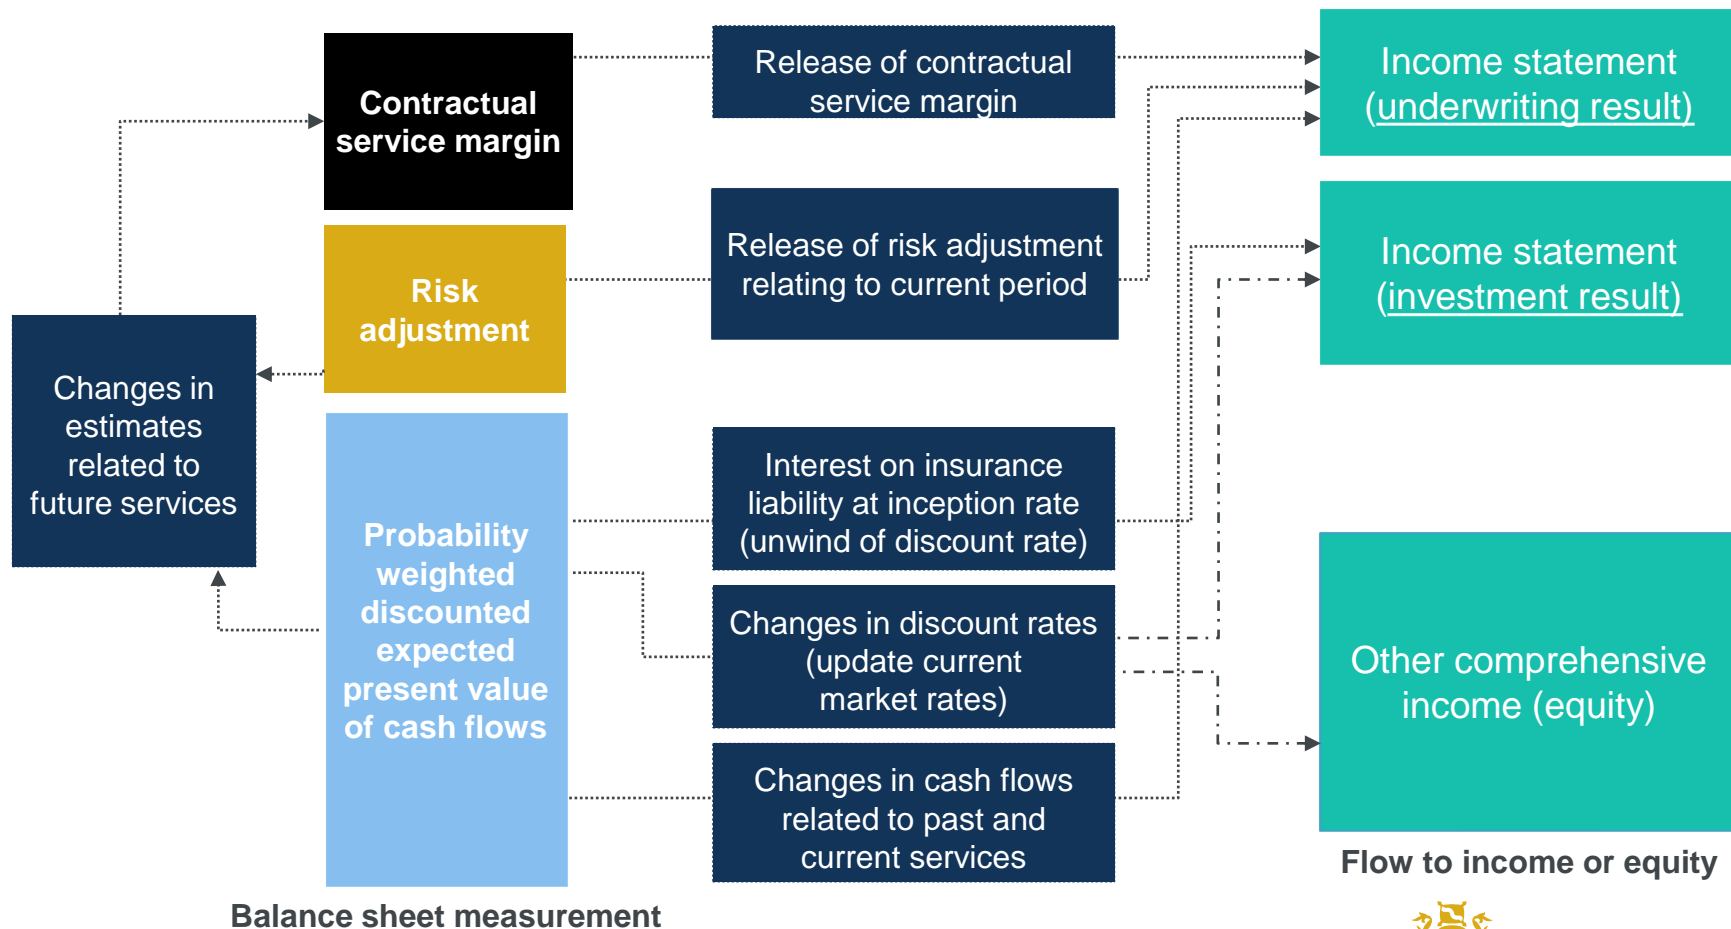 Contractual
service margin
Release of contractual
service margin
Income statement
(underwriting result)
Risk
adjustment
Release of risk adjustment
relating to current period
Income statement
(investment result)
Changes in
estimates
related to
future services
Probability
weighted
discounted
expected
present value
of cash flows
Interest on insurance
liability at inception rate
(unwind of discount rate)
Changes in discount rates
(update current
market rates)
Changes in cash flows
related to past and
current services
Other comprehensive
income (equity)
Balance sheet measurement
Flow to income or equity